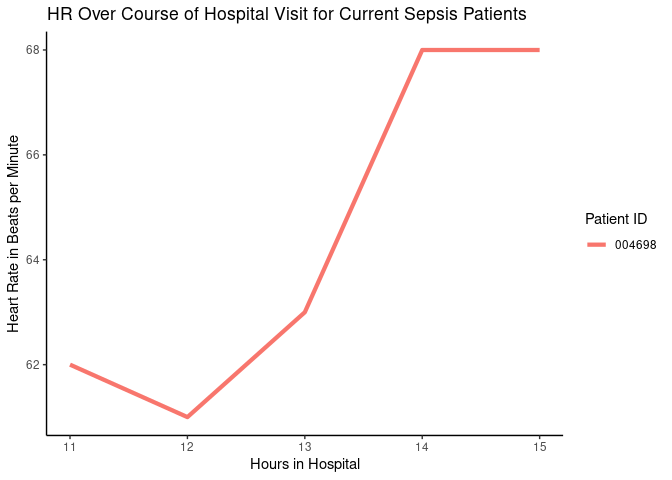 HR Over Course of Hospital Visit for Current Sepsis Patients
Heart Rate in Beats per Minute
68
66
64
62
11 12 13 14 15
Hours in Hospital
Patient ID
004698